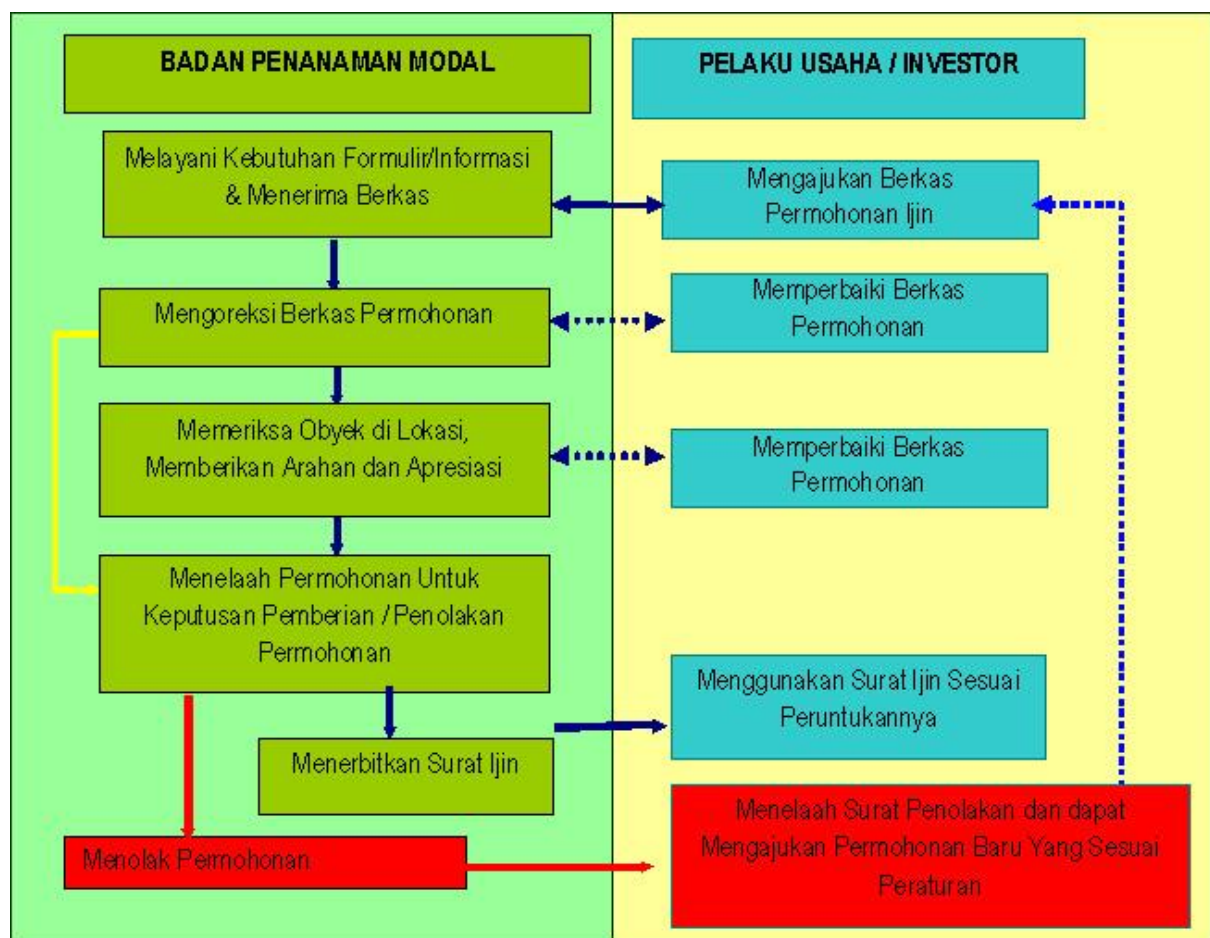 BADAN PENANAMAN MODAL
PELAKU USAHA / INVESTOR
Melayani Kebutuhan Formulir/Informasi
& Menerima Berkas
Mengajukan Berkas
Permohonan Ijin
Mengoreksi Berkas Permohonan
Memperbaiki Berkas
Permohonan
Memeriksa Obyek di Lokasi,
Memberikan Arahan dan Apresiasi
Memperbaiki Berkas
Permohonan
Menelaah Permohonan Untuk
Keputusan Pemberian / Penolakan
Permohonan
Menggunakan Surat Ijin Sesuai
Peruntukannya
Menerbitkan Surat Ijin
Menolak Permohonan
Menelaah Surat Penolakan dan dapat
Mengajukan Permohonan Baru Yang Sesuai
Peraturan